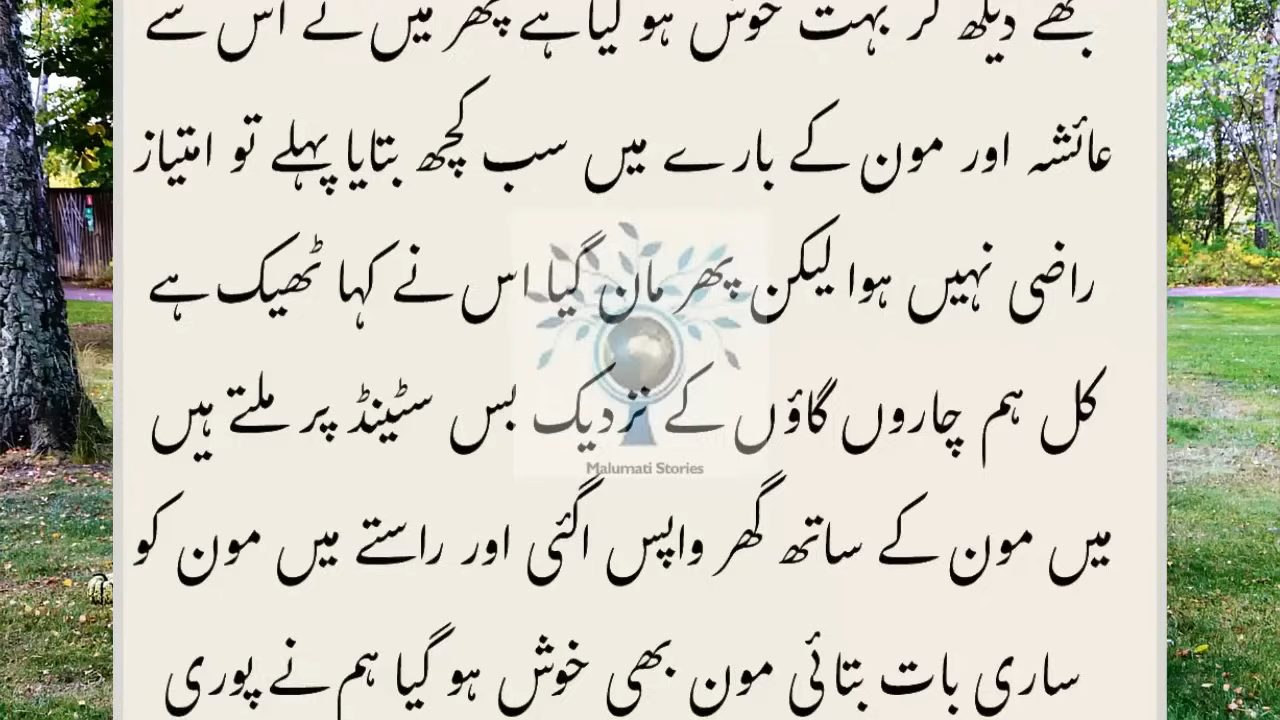 دیکھ کر بہت خوش ہو گیا ہے پھر میں نے اس سے
عائشہ اور مون کے بارے میں سب کچھ بتایا پہلے تو امتیاز
راضی نہیں ہوا لیکن پھر مان گیا اس نے کہا ٹھیک ہے
کل ہم چاروں گاؤں کے نزدیک بس سٹینڈ پر ملتے ہیں
Malumati Stories
میں مون کے ساتھ گھر واپس اگئی اور راستے میں مون کو
ساری بات بتائی مون بھی خوش ہو گیا ہم نے پوری